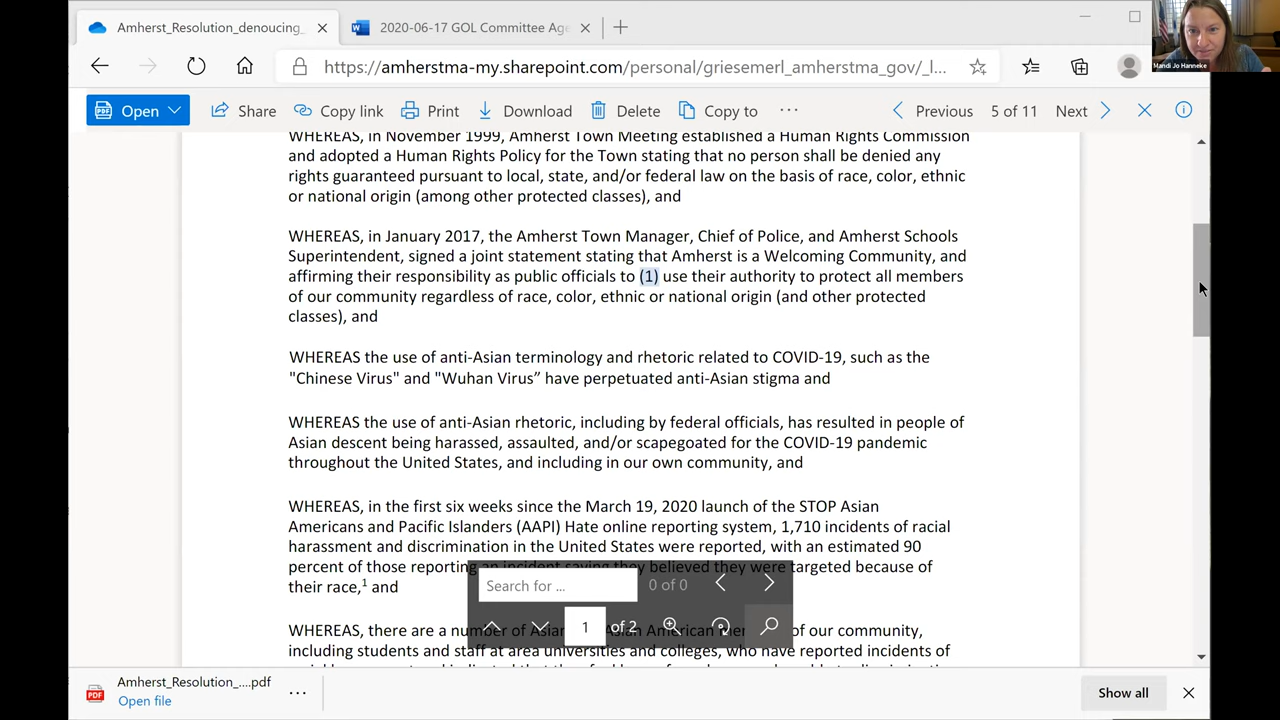 Amherst_Resolution_denoucing_
2020-06-17 GOL Committee Age
https://amherstma-my.sharepoint.com/personal/griesemerl_amherstma_gov/_l...
Mandi Jo Hanneke
Open
Share
Copy link
Print
Download
Delete
Copy to
...
Previous
5 of 11
Next
WHEREAS, in November 1999, Amherst Town Meeting established a Human Rights Commission
and adopted a Human Rights Policy for the Town stating that no person shall be denied any
rights guaranteed pursuant to local, state, and/or federal law on the basis of race, color, ethnic
or national origin (among other protected classes), and
WHEREAS, in January 2017, the Amherst Town Manager, Chief of Police, and Amherst Schools
Superintendent, signed a joint statement stating that Amherst is a Welcoming Community, and
affirming their responsibility as public officials to (1) use their authority to protect all members
of our community regardless of race, color, ethnic or national origin (and other protected
classes), and
WHEREAS the use of anti-Asian terminology and rhetoric related to COVID-19, such as the
"Chinese Virus" and "Wuhan Virus” have perpetuated anti-Asian stigma and
WHEREAS the use of anti-Asian rhetoric, including by federal officials, has resulted in people of
Asian descent being harassed, assaulted, and/or scapegoated for the COVID-19 pandemic
throughout the United States, and including in our own community, and
WHEREAS, in the first six weeks since the March 19, 2020 launch of the STOP Asian
Americans and Pacific Islanders (AAPI) Hate online reporting system, 1,710 incidents of racial
harassment and discrimination in the United States were reported, with an estimated 90
percent of those reporting an incident saying they believed they were targeted because of
their race,¹ and
Search for ...
0 of 0
1 of 2
WHEREAS, there are a number of Asian American of our community,
including students and staff at area universities and colleges, who have reported incidents of
Amherst_Resolution_....pdf
Open file
...
PDF
Show all